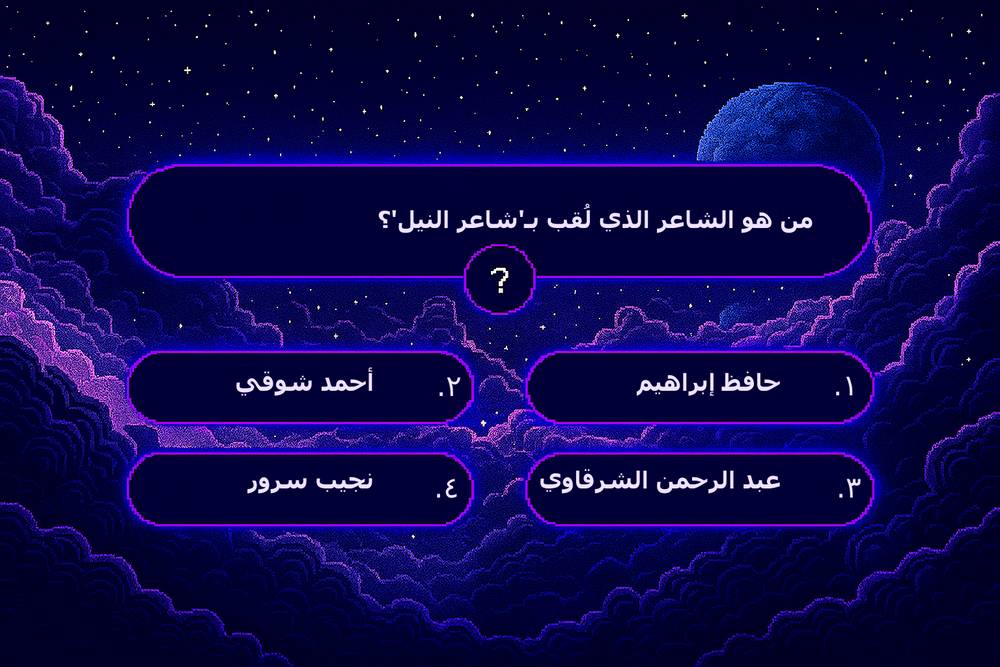 من هو الشاعر الذي لُقب بـ'شاعر النيل'؟
?
١. حافظ إبراهيم
٢. أحمد شوقي
٣. عبد الرحمن الشرقاوي
٤. نجيب سرور